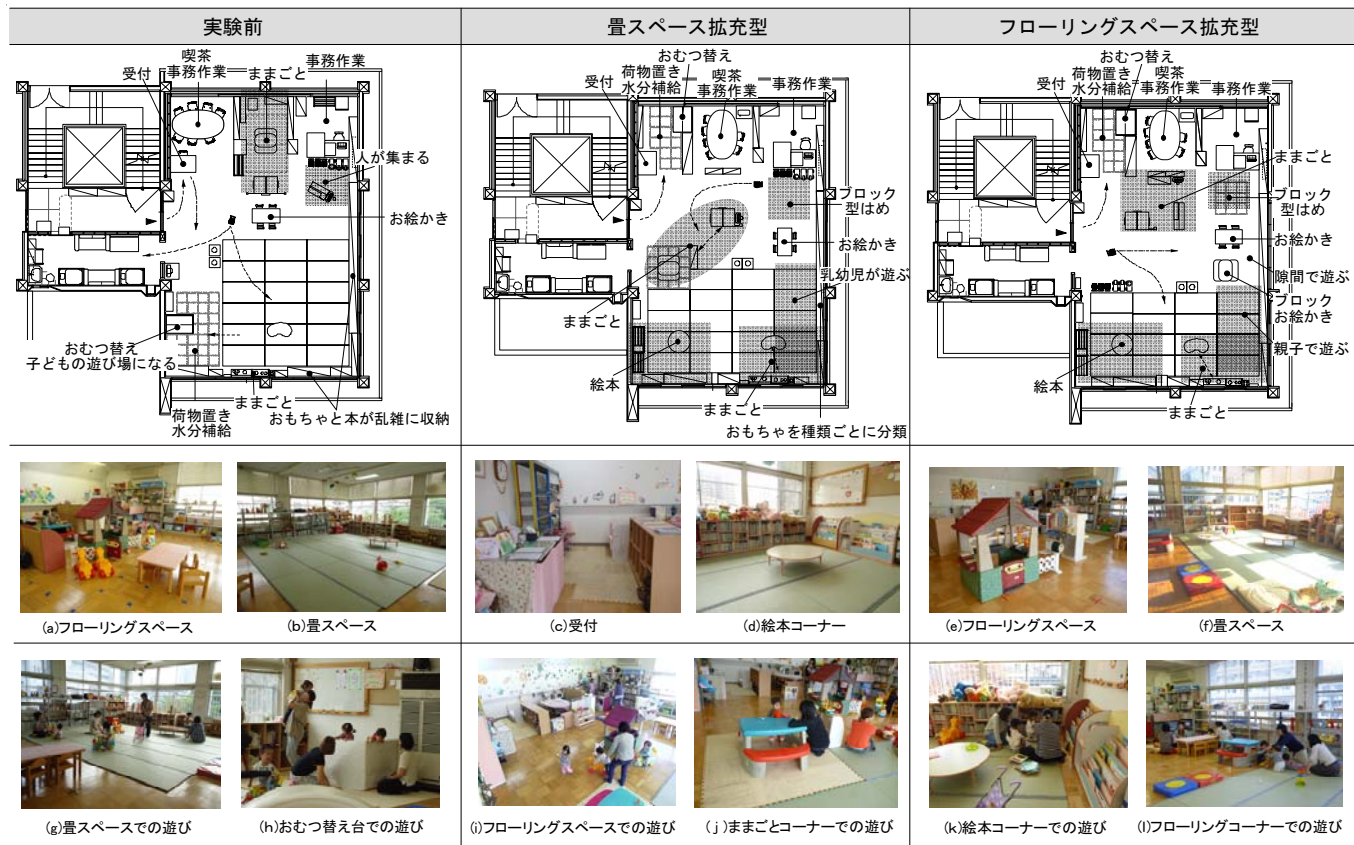 実験前
畳スペース拡充型
フローリングスペース拡充型
喫茶
事務作業
受付
ままごと
事務作業
人が集まる
お絵かき
おむつ替え
子どもの遊び場になる
荷物置き
水分補給
ままごと
おもちゃと本が乱雑に収納
おむつ替え
荷物置き
水分補給
受付
喫茶
事務作業
事務作業
ブロック
型はめ
お絵かき
乳幼児が遊ぶ
ままごと
絵本
ままごと
おもちゃを種類ごとに分類
おむつ替え
荷物置き
水分補給
受付
喫茶
事務作業
事務作業
ままごと
ブロック
型はめ
お絵かき
隙間で遊ぶ
ブロック
お絵かき
親子で遊ぶ
絵本
ままごと
(a)フローリングスペース
(b)畳スペース
(c)受付
(d)絵本コーナー
(e)フローリングスペース
(f)畳スペース
(g)畳スペースでの遊び
(h)おむつ替え台での遊び
(i)フローリングスペースでの遊び
(j)ままごとコーナーでの遊び
(k)絵本コーナーでの遊び
(l)フローリングコーナーでの遊び